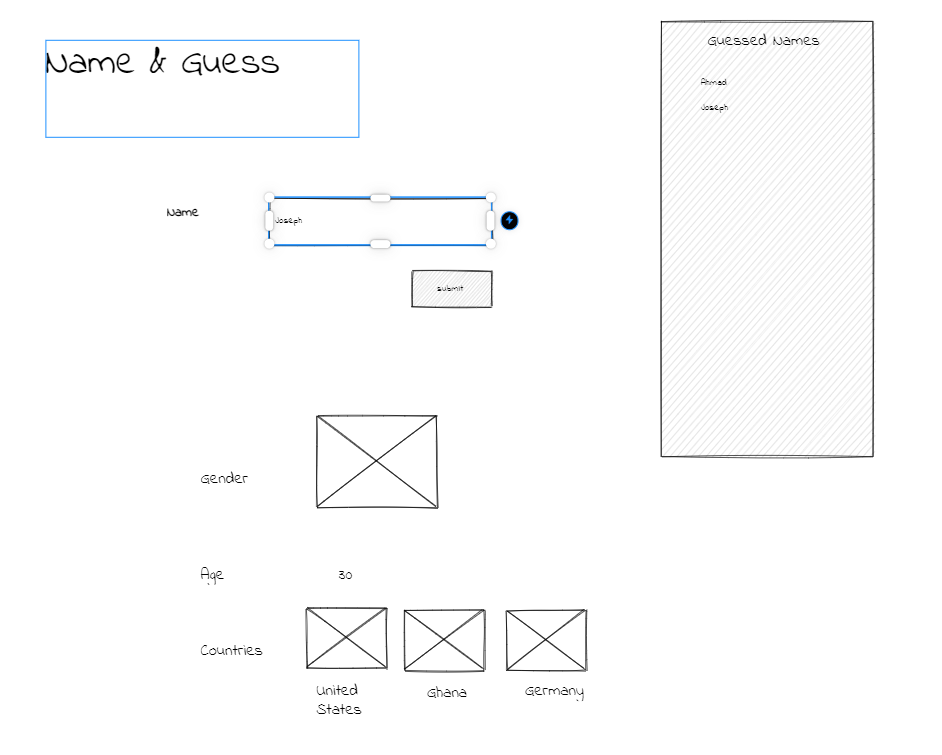 Name & Guess
Guessed Names
Ahmad
Joseph
Name
Joseph
submit
Gender
Age
30
Countries
United
States
Ghana
Germany